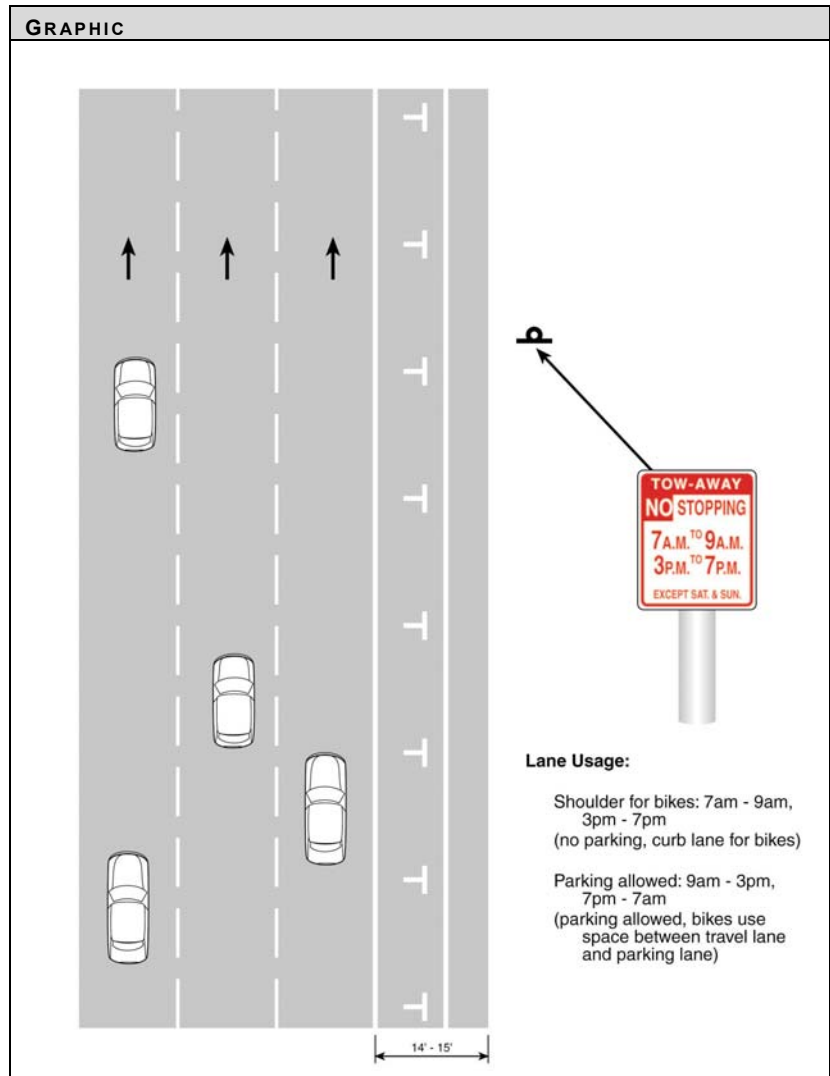 GRAPHIC
TOW-AWAY
NO STOPPING
7A.M. TO 9A.M.
3P.M. TO 7P.M.
EXCEPT SAT. & SUN.
Lane Usage:
Shoulder for bikes: 7am - 9am,
3pm - 7pm
(no parking, curb lane for bikes)
Parking allowed: 9am - 3pm,
7pm - 7am
(parking allowed, bikes use
space between travel lane
and parking lane)
14' - 15'